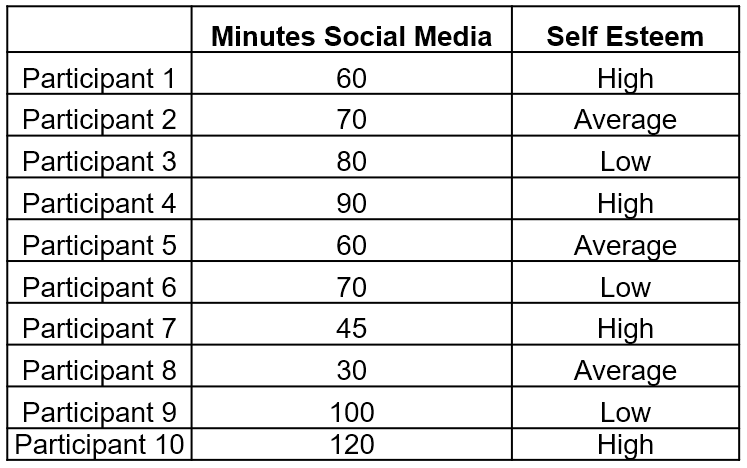 Minutes Social Media Self Esteem
Participant 1 60 High
Participant 2 70 Average
Participant 3 80 Low
Participant 4 90 High
Participant 5 60 Average
Participant 6 70 Low
Participant 7 45 High
Participant 8 30 Average
Participant 9 100 Low
Participant 10 120 High